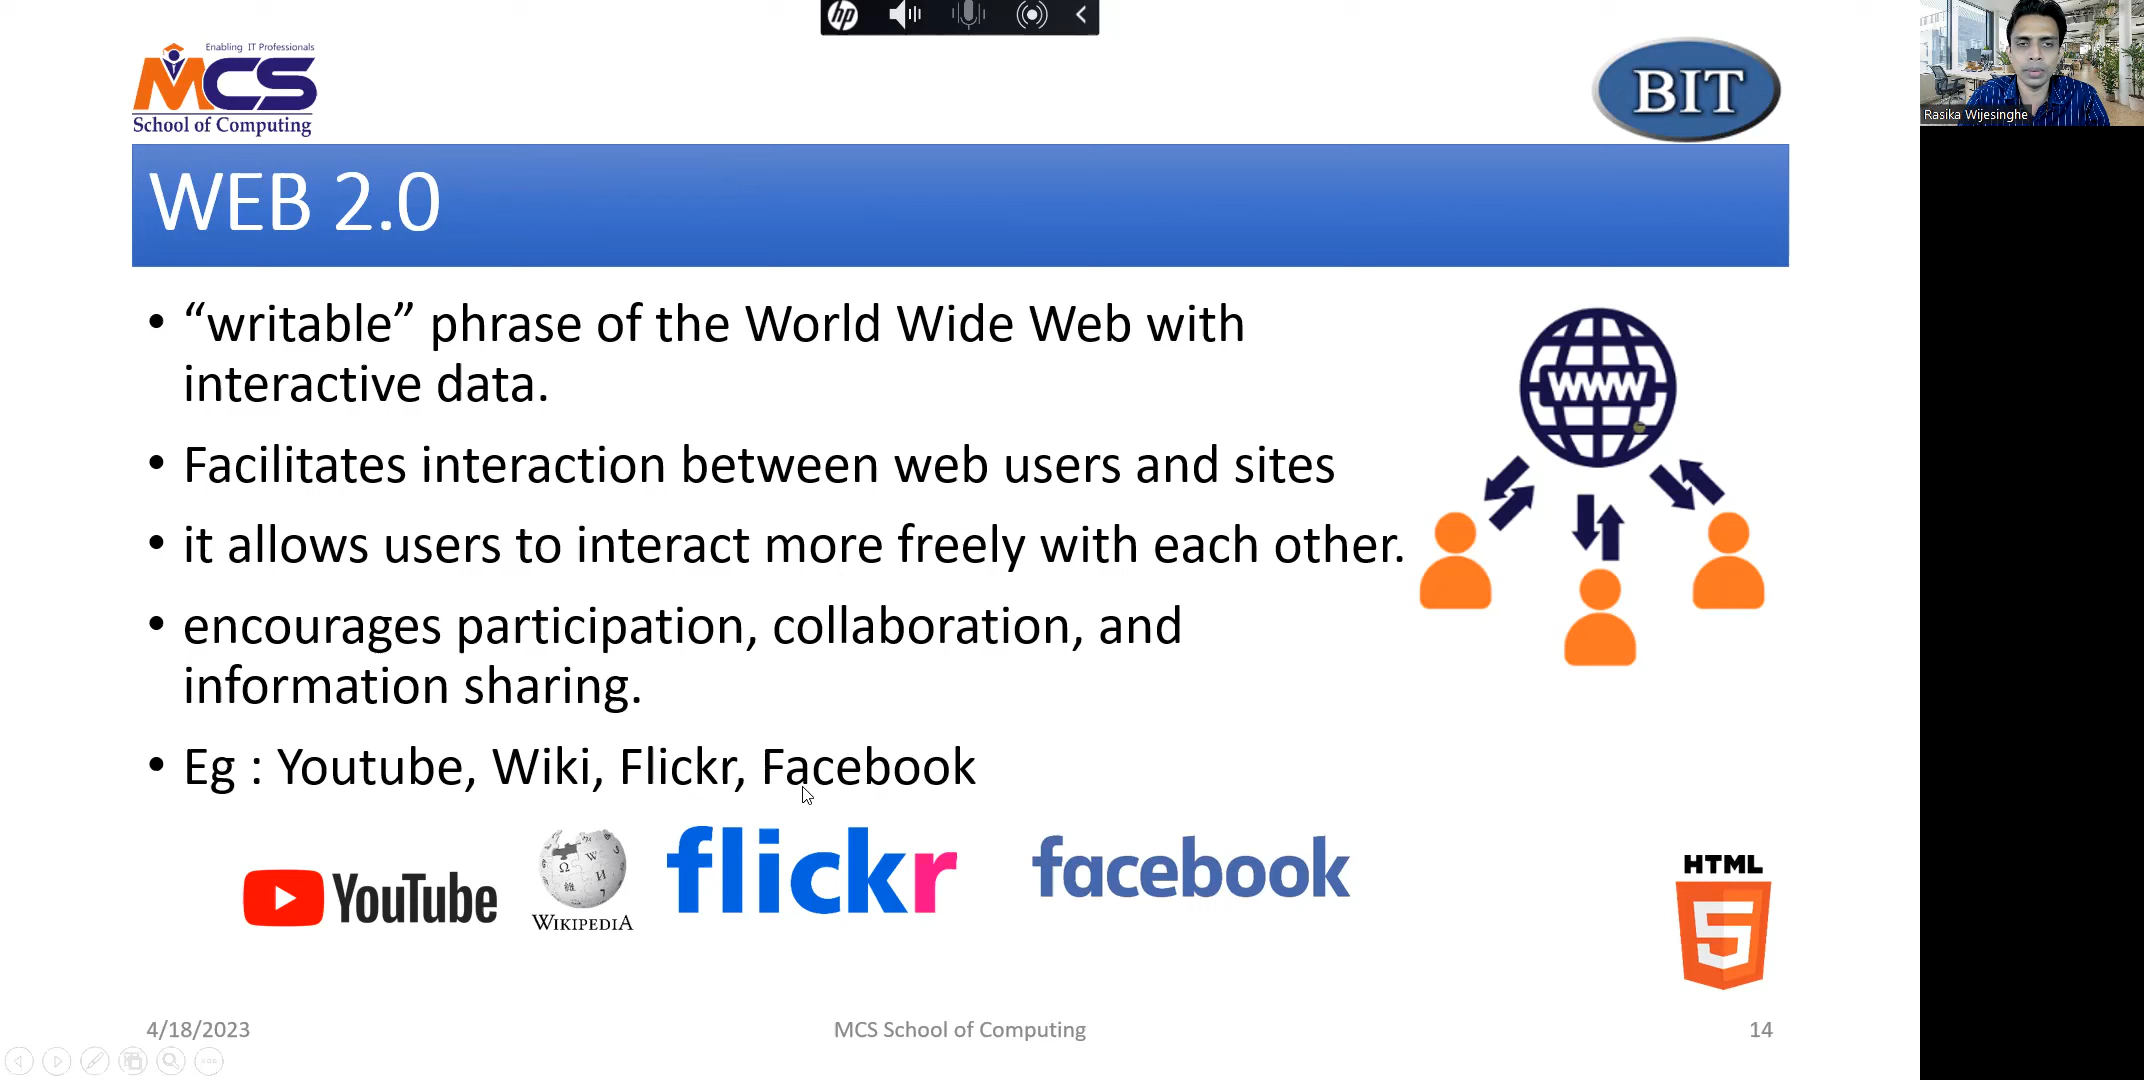 hp
Enabling IT Professionals
MCS
School of Computing
BIT
Rasika Wijesinghe
WEB 2.0
• “writable” phrase of the World Wide Web with
interactive data.
• Facilitates interaction between web users and sites
• it allows users to interact more freely with each other.
• encourages participation, collaboration, and
information sharing.
• Eg : Youtube, Wiki, Flickr, Facebook
WWW
YouTube
WIKIPEDIA
flickr
facebook
HTML
5
4/18/2023
MCS School of Computing
14